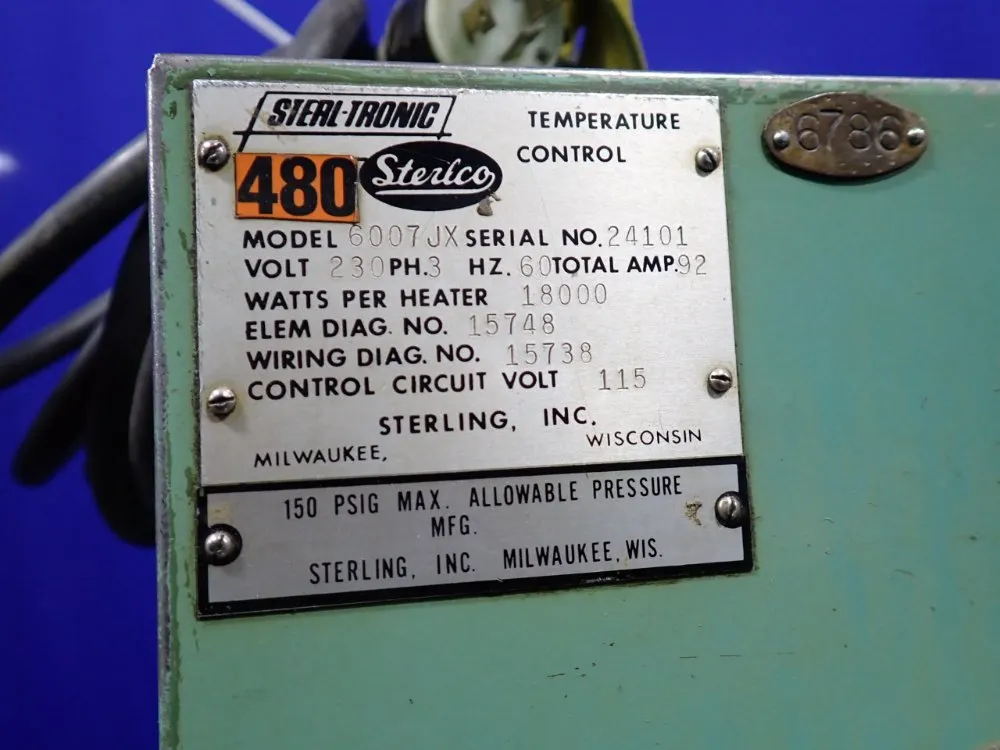 STERL-TRONIC
TEMPERATURE
CONTROL
480
Sterlco
6786
MODEL 6007JX SERIAL NO. 24101
VOLT 230 PH. 3 HZ. 60 TOTAL AMP. 92
WATTS PER HEATER 18000
ELEM DIAG. NO. 15748
WIRING DIAG. NO. 15738
CONTROL CIRCUIT VOLT 115
STERLING, INC.
MILWAUKEE, WISCONSIN
150 PSIG MAX. ALLOWABLE PRESSURE
MFG.
STERLING, INC. MILWAUKEE, WIS.